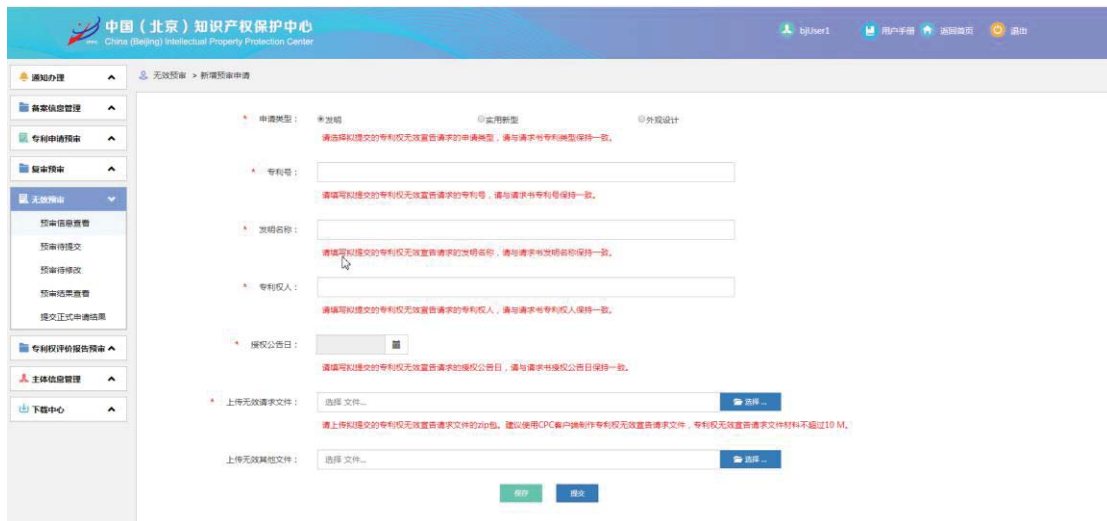 中国（北京）知识产权保护中心
China (Beijing) Intellectual Property Protection Center
bjUser1
用户手册
返回首页
退出
通知办理
备案信息管理
专利申请预审
复审预审
无效预审
预审信息查看
预审待提交
预审待修改
预审结果查看
提交正式申请结果
专利权评价报告预审
主体信息管理
下载中心
无效预审 > 新增预审申请
* 申请类型： 发明 实用新型 外观设计
请选择拟提交的专利权无效宣告请求的申请类型，请与请求书专利类型保持一致。
* 专利号：
请填写拟提交的专利权无效宣告请求的专利号，请与请求书专利号保持一致。
* 发明名称：
请填写拟提交的专利权无效宣告请求的发明名称，请与请求书发明名称保持一致。
* 专利权人：
请填写拟提交的专利权无效宣告请求的专利权人，请与请求书专利权人保持一致。
* 授权公告日：
请填写拟提交的专利权无效宣告请求的授权公告日，请与请求书授权公告日保持一致。
* 上传无效请求文件： 选择 文件... 选择 ...
请上传拟提交的专利权无效宣告请求文件的zip包。建议使用CPC客户端制作专利权无效宣告请求文件，专利权无效宣告请求文件材料不超过10 M。
上传无效其他文件： 选择 文件... 选择 ...
保存 提交